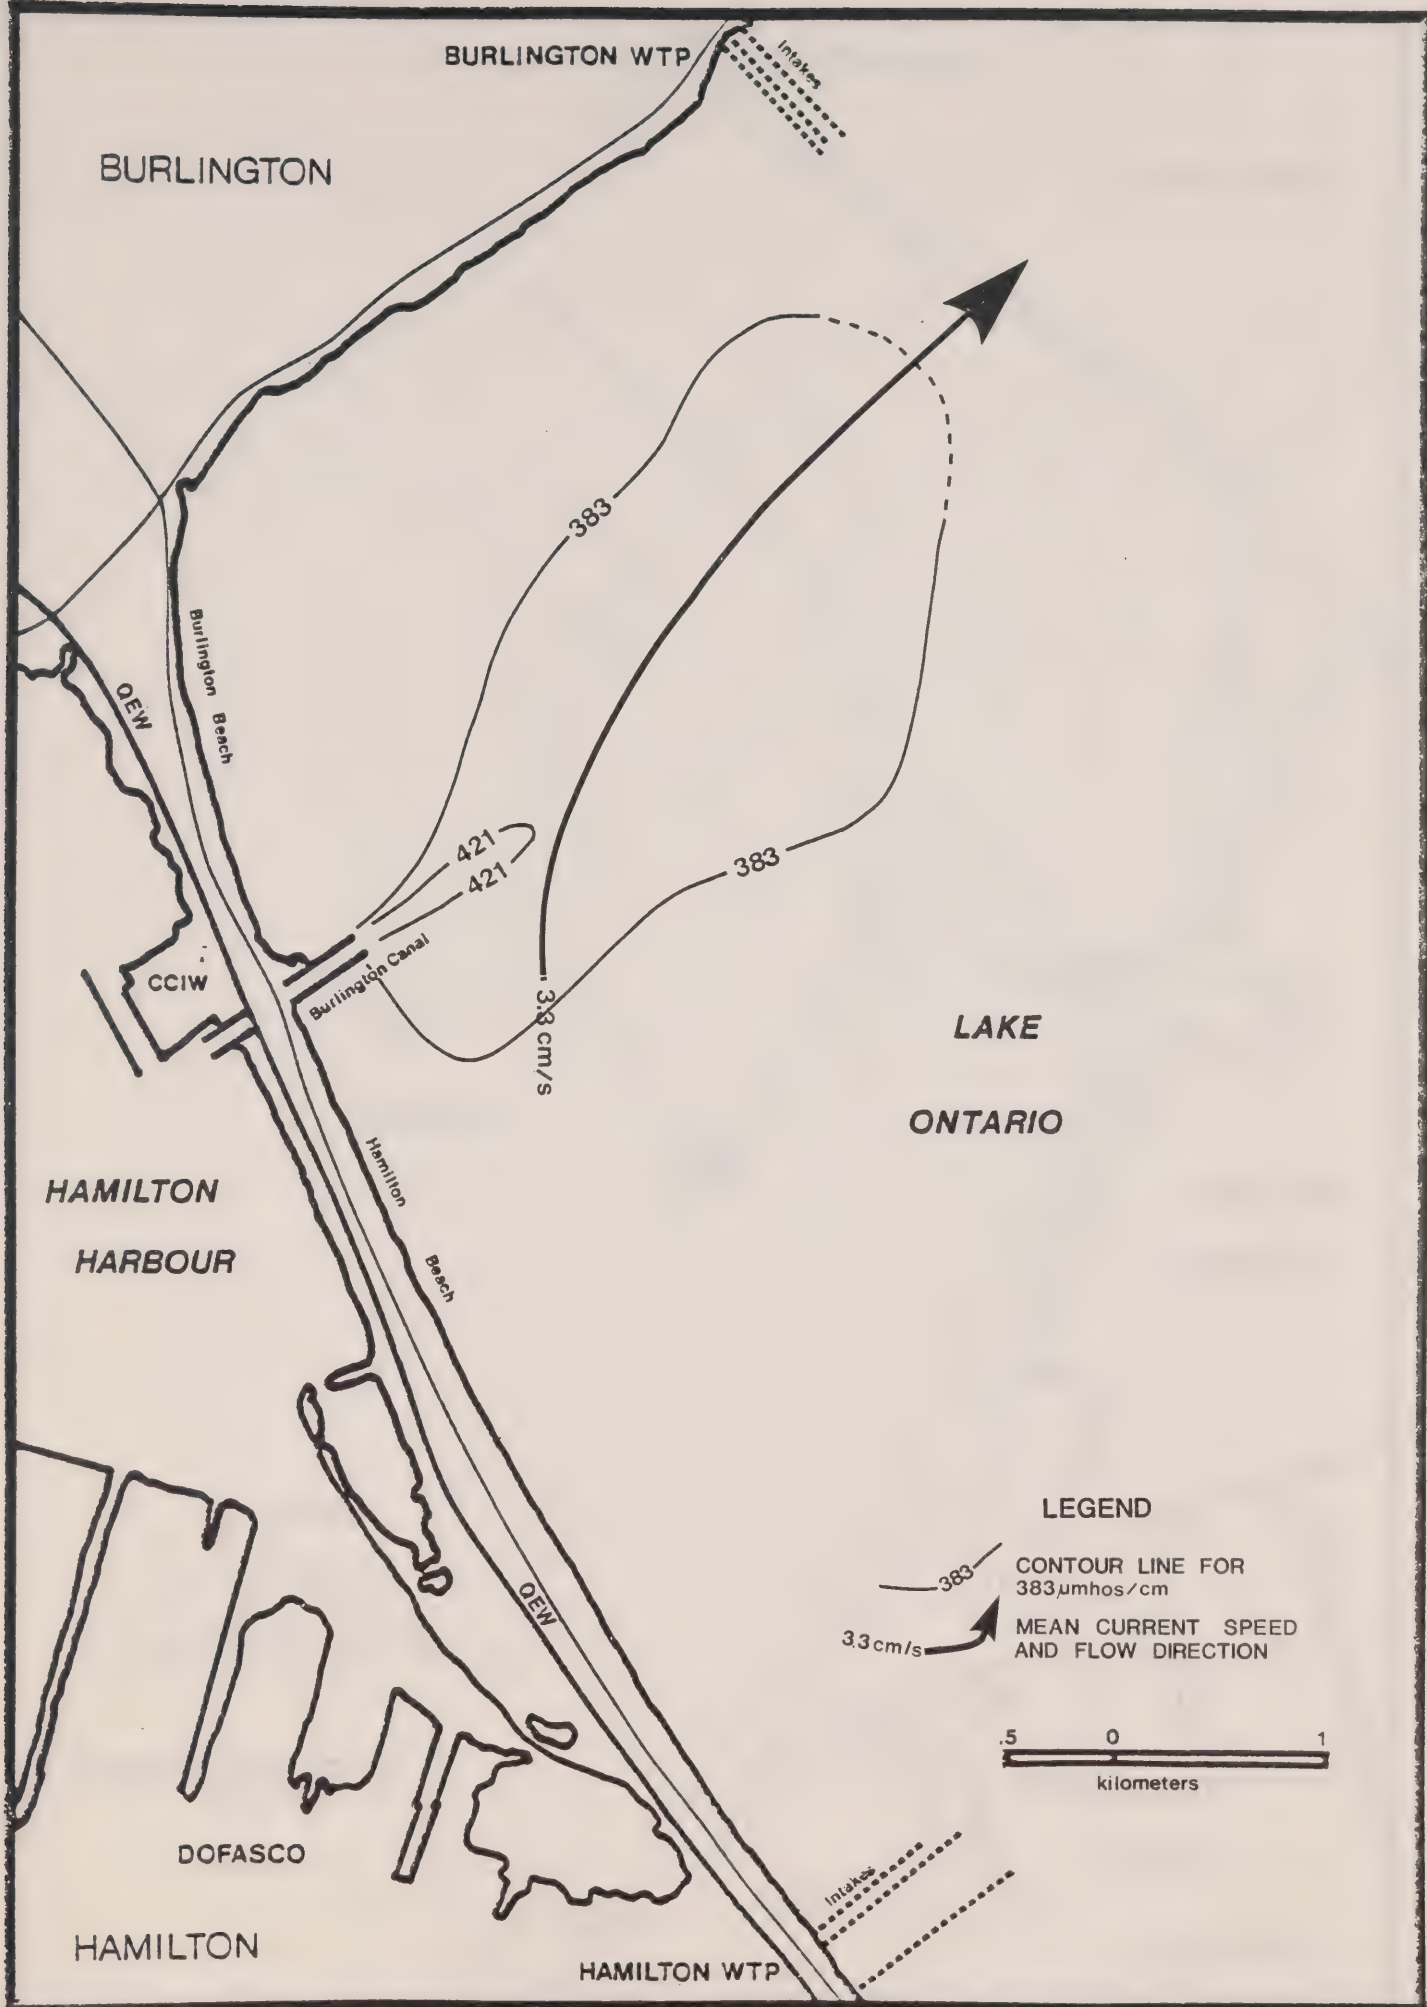 BURLINGTON WTP
Intakes
BURLINGTON
383
Burlington Beach
QEW
421
421
383
CCIW
Burlington Canal
3.3 cm/s
LAKE
ONTARIO
HAMILTON
HARBOUR
Hamilton Beach
LEGEND
383
CONTOUR LINE FOR
383µmhos/cm
3.3 cm/s
MEAN CURRENT SPEED
AND FLOW DIRECTION
QEW
.5 0 1
kilometers
DOFASCO
Intakes
HAMILTON
HAMILTON WTP